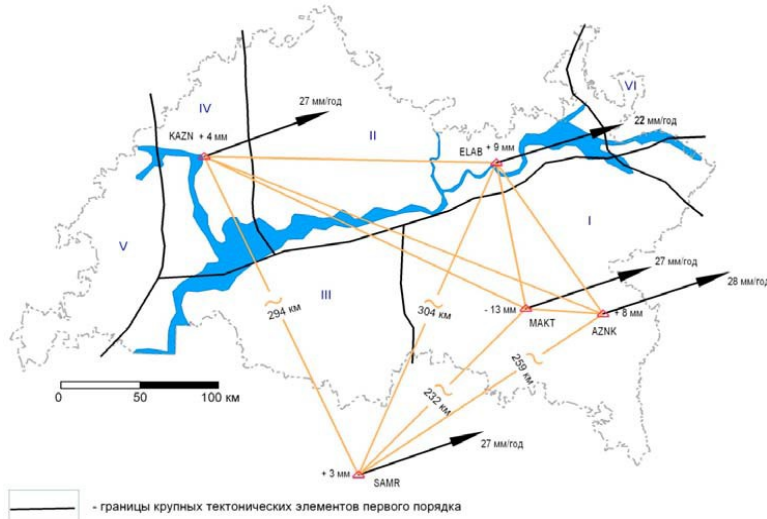 VI
27 мм/год
IV
KAZN + 4 мм
II
22 мм/год
+ 9 мм
ELAB
I
V
27 мм/год
28 мм/год
III
294 км
304 км
- 13 мм
+ 8 мм
MAKT
AZNK
259 км
232 км
0 50 100 км
27 мм/год
+ 3 мм
SAMR
- границы крупных тектонических элементов первого порядка